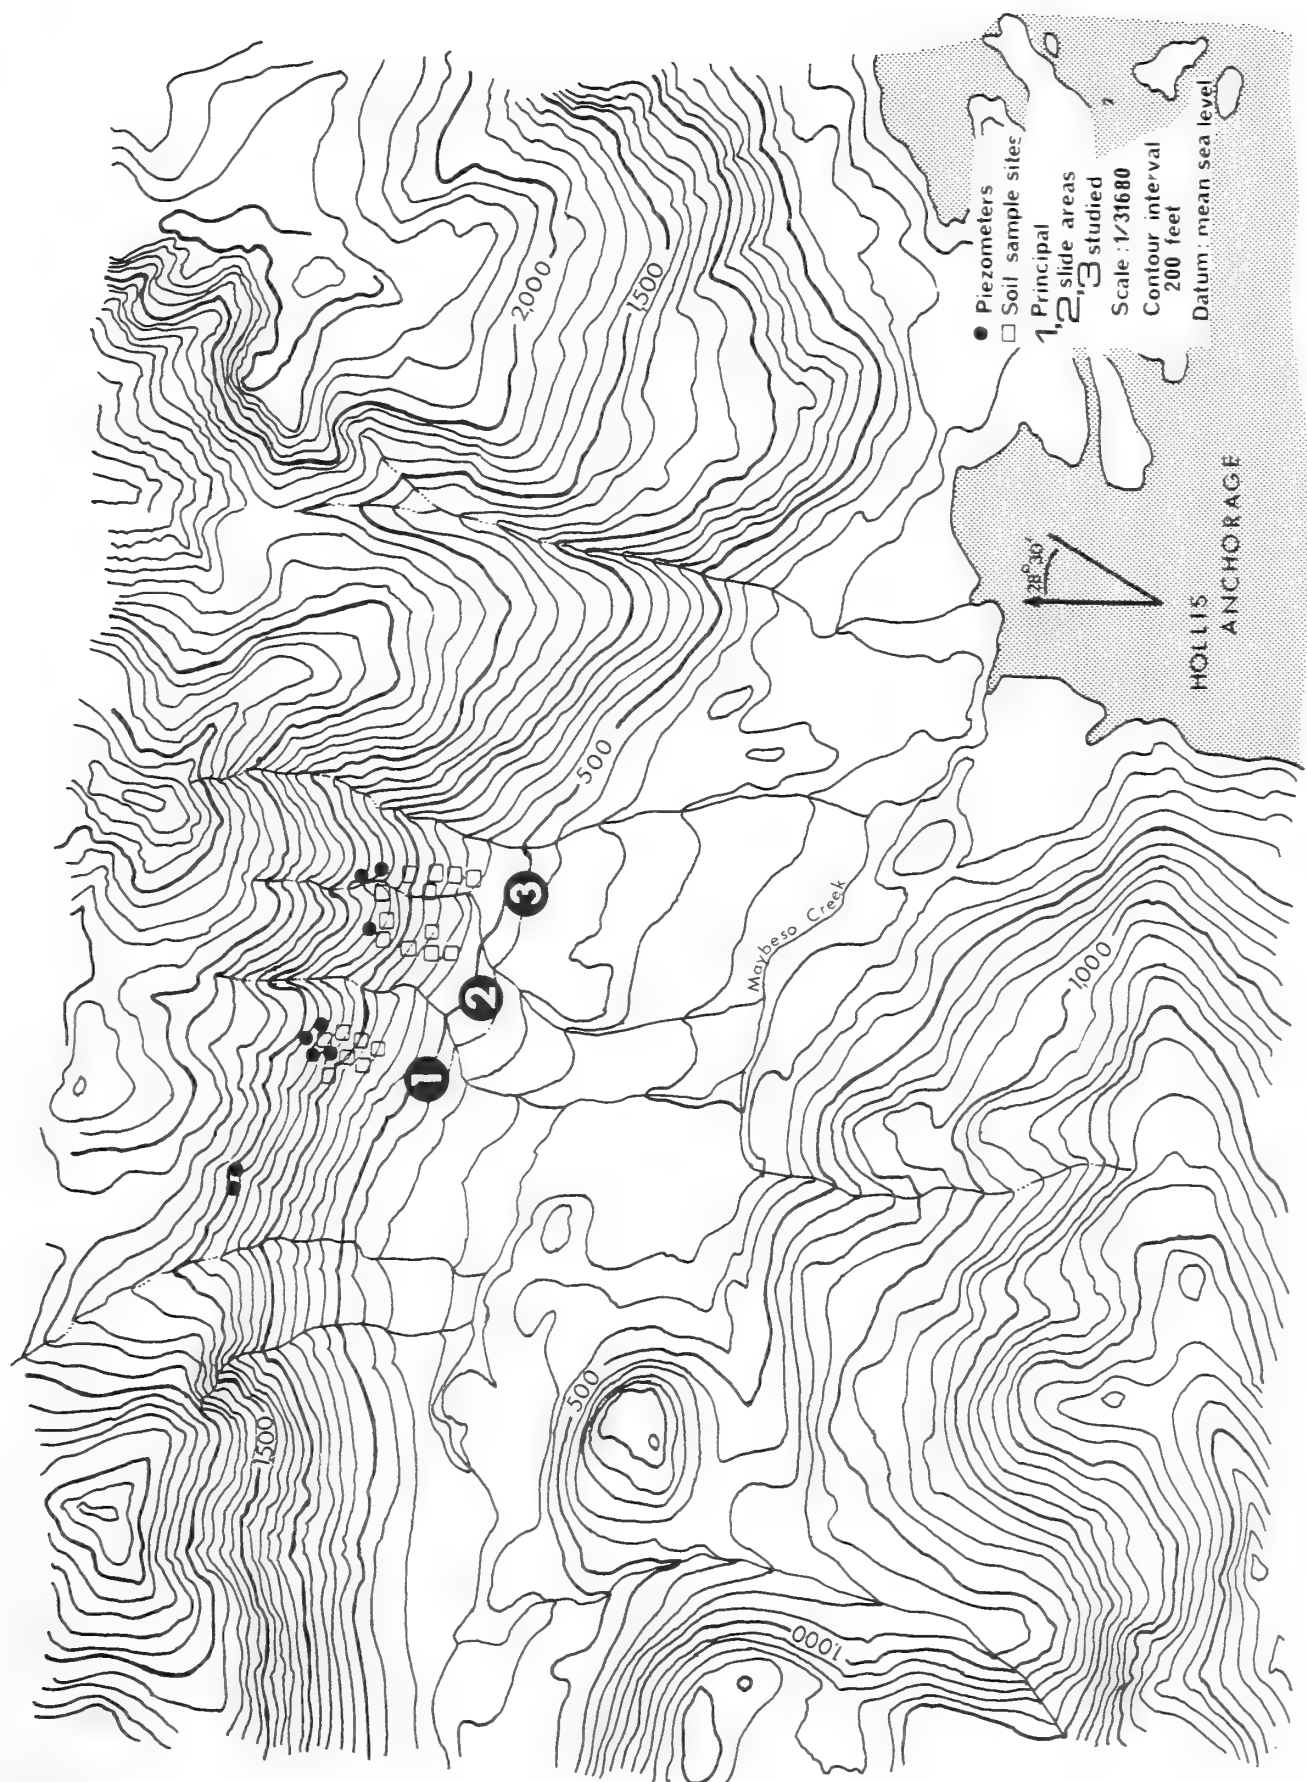 ● Piezometers
□ Soil sample sites
1, Principal
2, slide areas
3 studied
Scale : 1/31680
Contour interval
200 feet
Datum : mean sea level
28°30'
HOLLIS
ANCHORAGE
2,000
1,500
500
3
2
1
Maybeso Creek
1,000
500
1,500
1,000